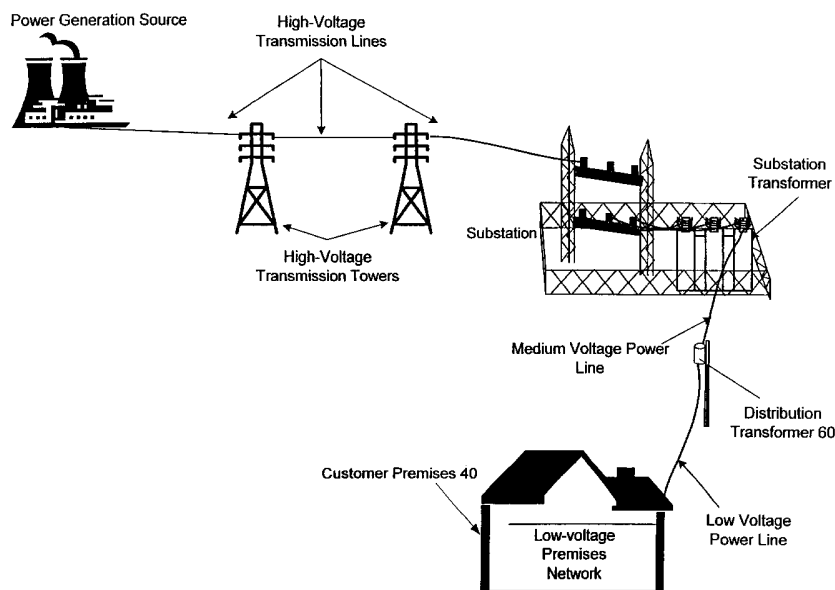 Power Generation Source
High-Voltage
Transmission Lines
Substation
Transformer
Substation
High-Voltage
Transmission Towers
Medium Voltage Power
Line
Distribution
Transformer 60
Customer Premises 40
Low Voltage
Power Line
Low-voltage
Premises
Network